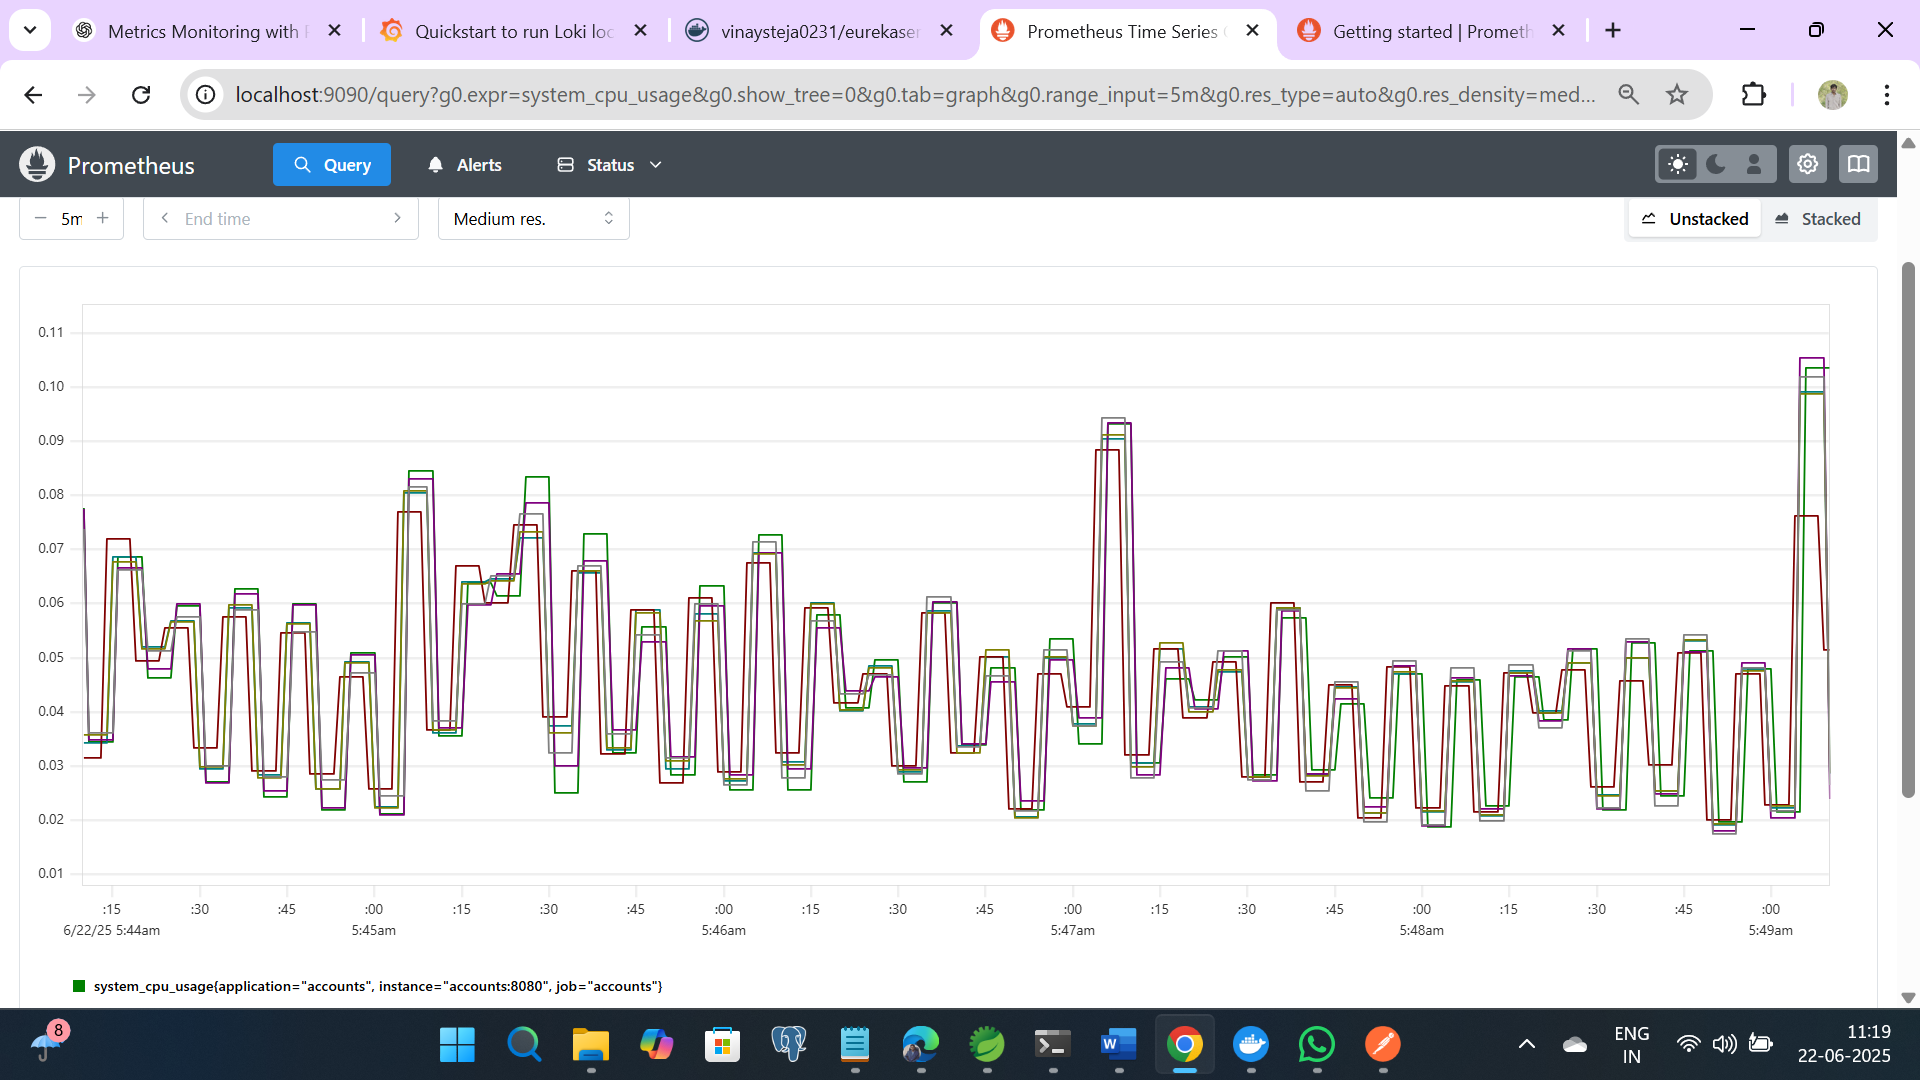 Metrics Monitoring with P
Quickstart to run Loki loc
vinaysteja0231/eurekaser
Prometheus Time Series C
Getting started | Prometh
localhost:9090/query?g0.expr=system_cpu_usage&g0.show_tree=0&g0.tab=graph&g0.range_input=5m&g0.res_type=auto&g0.res_density=med...
Prometheus
Query
Alerts
Status
5m
End time
Medium res.
Unstacked
Stacked
0.11
0.10
0.09
0.08
0.07
0.06
0.05
0.04
0.03
0.02
0.01
:15 :30 :45 :00 :15 :30 :45 :00 :15 :30 :45 :00 :15 :30 :45 :00 :15 :30 :45 :00
6/22/25 5:44am 5:45am 5:46am 5:47am 5:48am 5:49am
system_cpu_usage{application="accounts", instance="accounts:8080", job="accounts"}
8
W
ENG
IN
11:19
22-06-2025